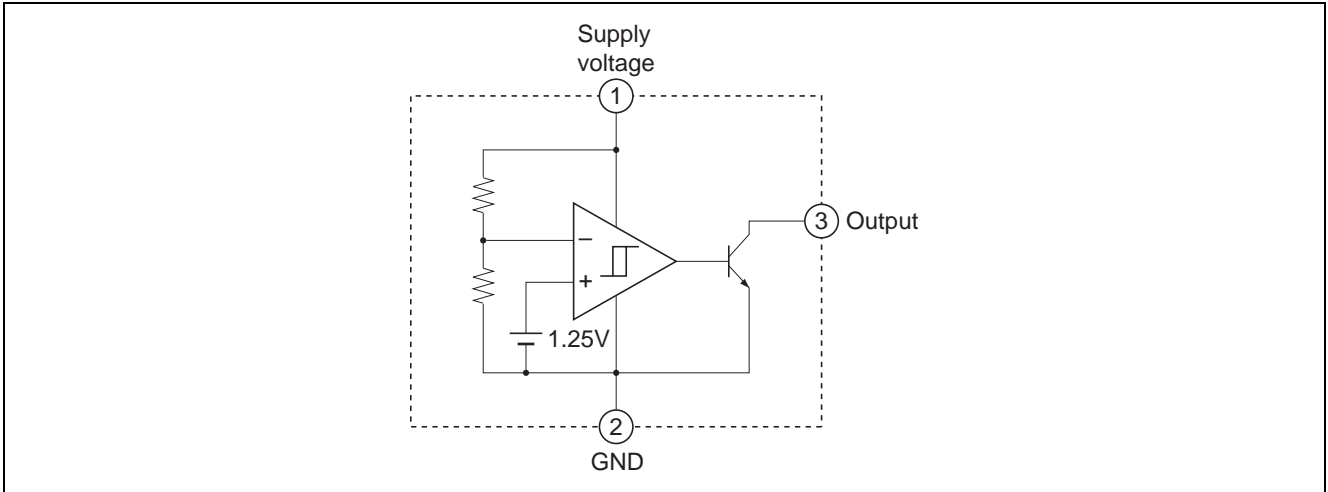 Supply
voltage
1
3 Output
−
+
1.25V
2
GND